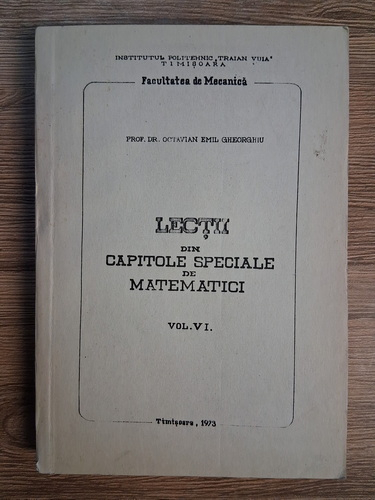 INSTITUTUL POLITEHNIC „TRAIAN VUIA"
TIMIȘOARA
Facultatea de Mecanică
PROF. DR. OCTAVIAN EMIL GHEORGHIU
LECȚII
DIN
CAPITOLE SPECIALE
DE
MATEMATICI
VOL. VI.
Timișoara, 1973